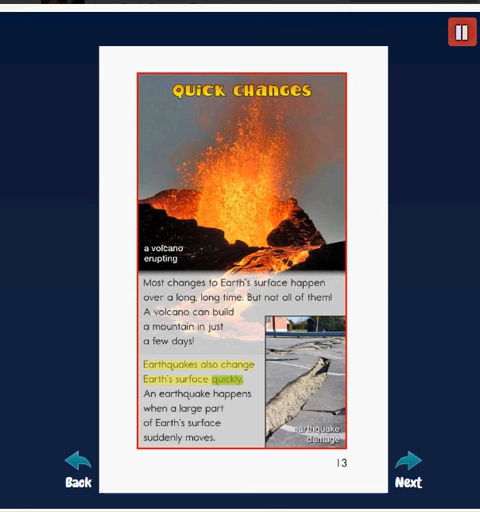 QUICK CHANGES
a volcano
erupting
Most changes to Earth's surface happen
over a long, long time. But not all of them!
A volcano can build
a mountain in just
a few days!
Earthquakes also change
Earth's surface quickly.
An earthquake happens
when a large part
of Earth's surface
suddenly moves.
earthquake
damage
13
Back
Next